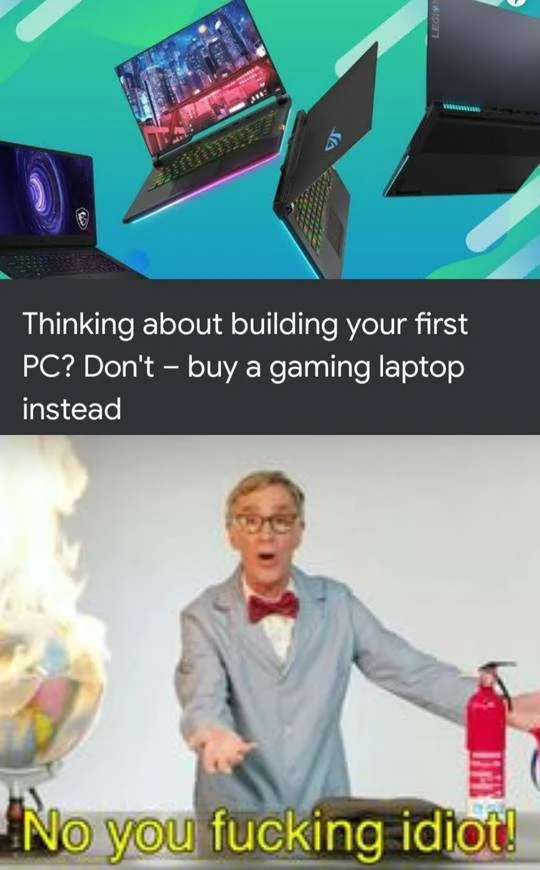 LEGION
Thinking about building your first
PC? Don't – buy a gaming laptop
instead
No you fucking idiot!